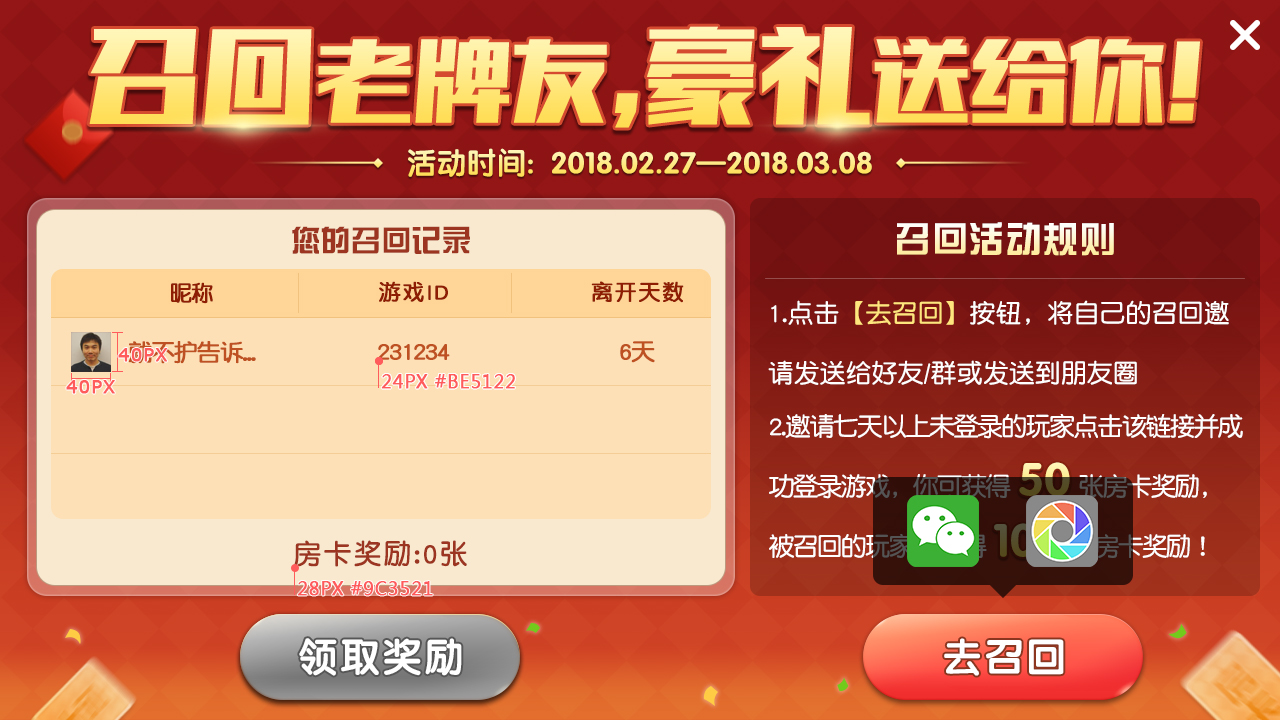 召回老牌友,豪礼送给你!
活动时间: 2018.02.27—2018.03.08
您的召回记录
昵称 游戏ID 离开天数
就不护告诉... 231234 6天
40PX
40PX
24PX #BE5122
房卡奖励:0张
28PX #9C3521
领取奖励
召回活动规则
1.点击【去召回】按钮，将自己的召回邀
请发送给好友/群或发送到朋友圈
2.邀请七天以上未登录的玩家点击该链接并成
功登录游戏，你可获得 50 张房卡奖励，
被召回的玩家 得 10 房卡奖励！
去召回